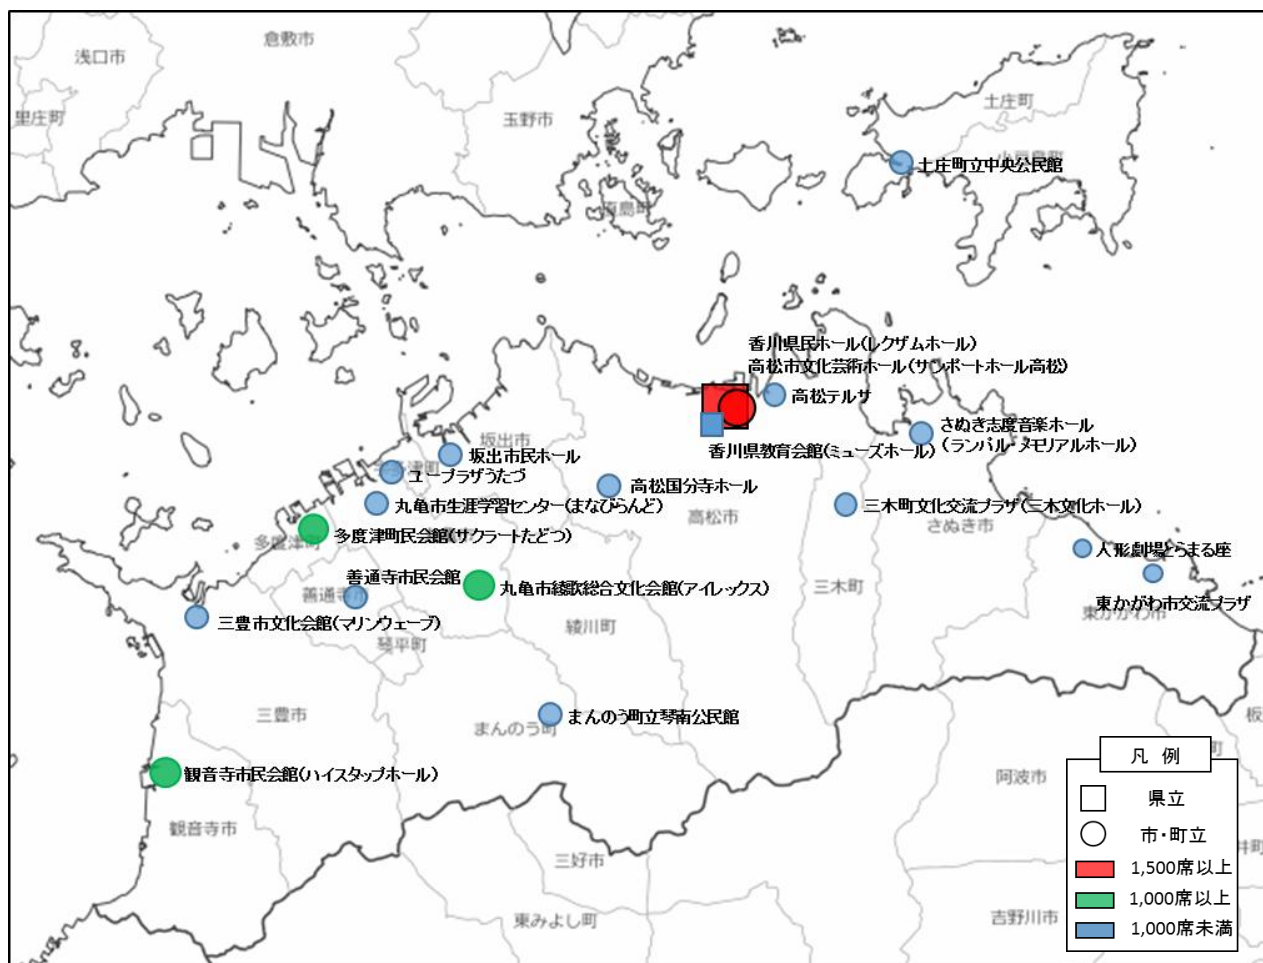 倉敷市
浅口市
里庄町
玉野市
土庄町
小豆島町
土庄町立中央公民館
直島町
香川県民ホール(レクザムホール)
高松市文化芸術ホール(サンポートホール高松)
高松テルサ
さぬき志度音楽ホール
(ランパル・メモリアルホール)
香川県教育会館(ミューズホール)
坂出市
坂出市民ホール
宇多津町
ユープラザうたづ
高松国分寺ホール
丸亀市生涯学習センター(まなびらんど)
三木町文化交流プラザ(三木文化ホール)
高松市
さぬき市
多度津町
多度津町民会館(サクラートたどつ)
人形劇場とらまる座
善通寺市民会館
丸亀市綾歌総合文化会館(アイレックス)
善通寺市
三木町
東かがわ市交流プラザ
東かがわ市
三豊市文化会館(マリンウェーブ)
綾川町
琴平町
三豊市
まんのう町
まんのう町立琴南公民館
観音寺市民会館(ハイスタッフホール)
観音寺市
阿波市
三好市
東みよし町
吉野川市
板
町
井町
凡 例
県立
市・町立
1,500席以上
1,000席以上
1,000席未満